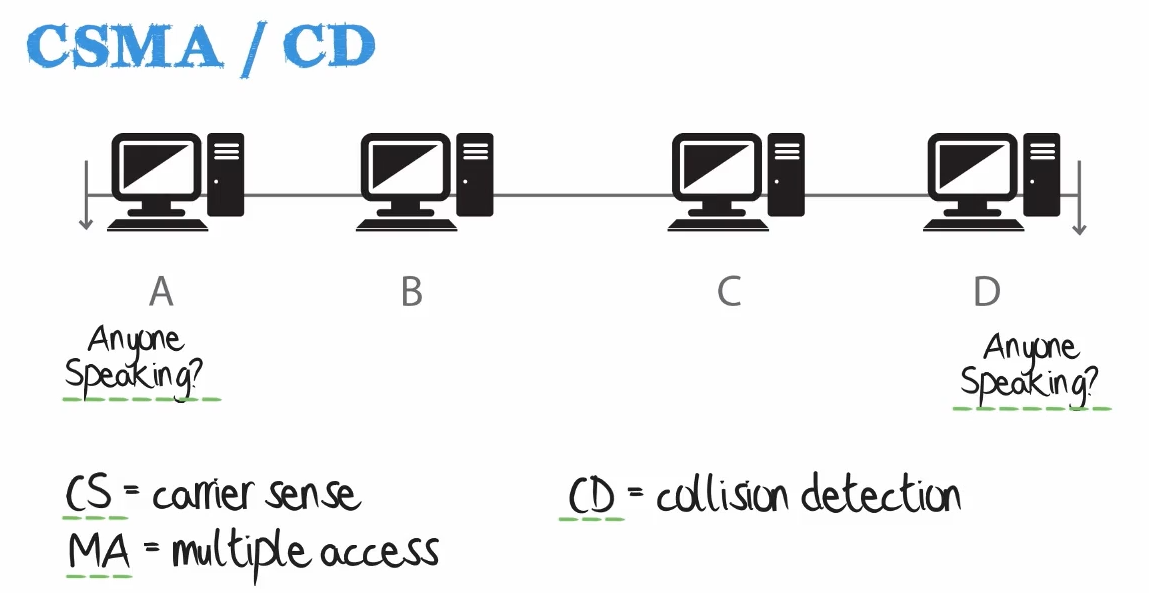 CSMA / CD
A B C D
Anyone
Speaking?
Anyone
Speaking?
CS = carrier sense
MA = multiple access
CD = collision detection